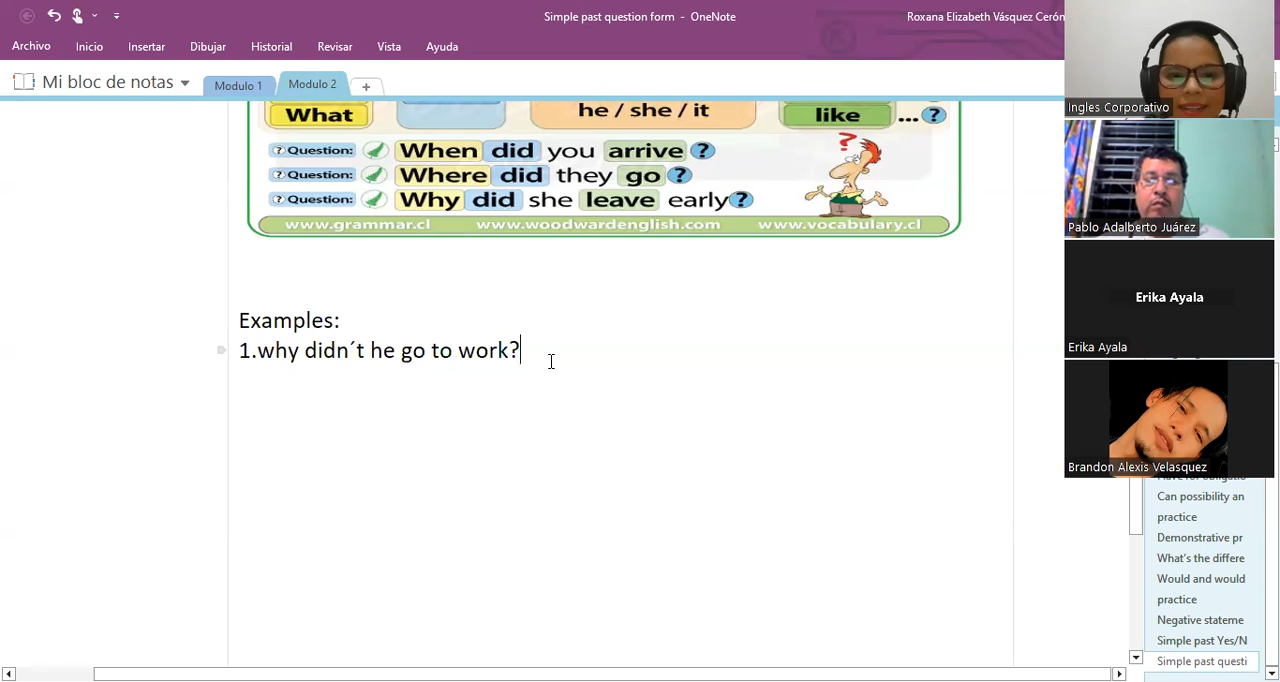 Simple past question form - OneNote
Roxana Elizabeth Vásquez Cerón
Archivo Inicio Insertar Dibujar Historial Revisar Vista Ayuda
Mi bloc de notas
Modulo 1
Modulo 2
+
What he / she / it like ... ?
? Question: When did you arrive ?
? Question: Where did they go ?
? Question: Why did she leave early ?
?
www.grammar.cl www.woodwardenglish.com www.vocabulary.cl
Examples:
1.why didn´t he go to work?
Ingles Corporativo
Pablo Adalberto Juárez
Erika Ayala
Erika Ayala
Brandon Alexis Velasquez
Can possibility an
practice
Demonstrative pr
What's the differe
Would and would
practice
Negative stateme
Simple past Yes/N
Simple past questi